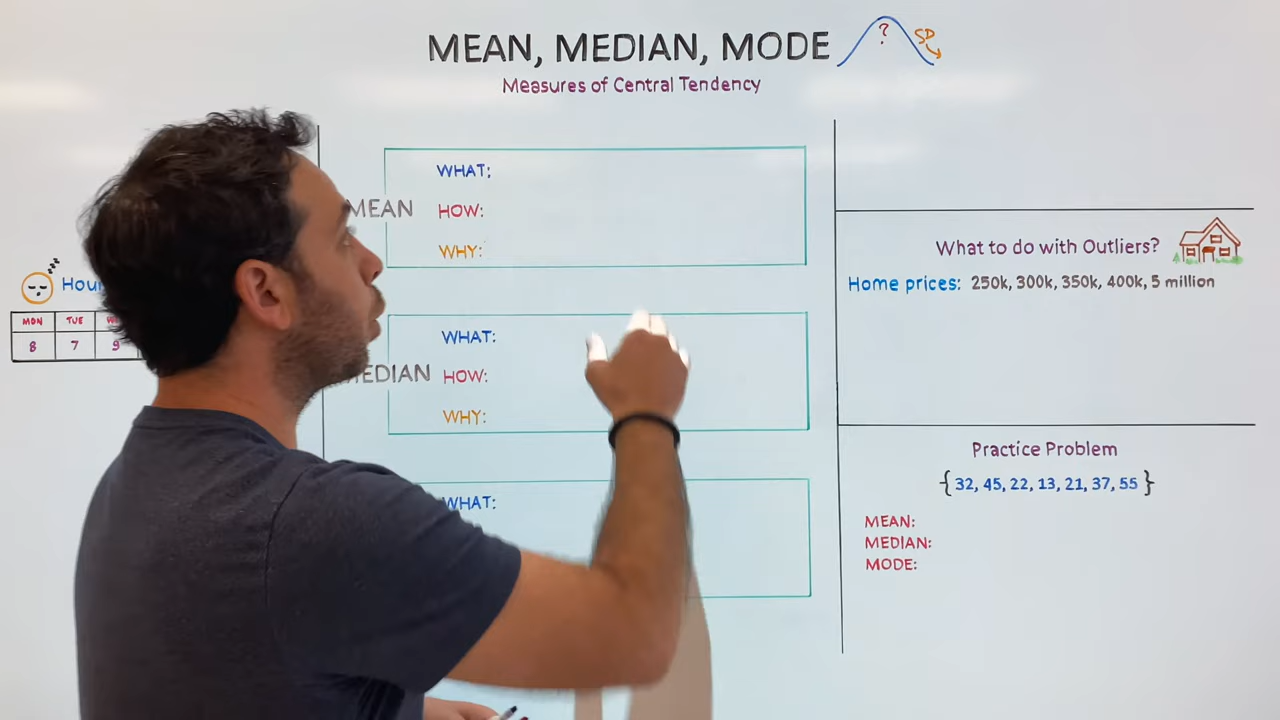 MEAN, MEDIAN, MODE ? SD
Measures of Central Tendency
MON TUE
8 7 9
MEAN
WHAT:
HOW:
WHY:
MEDIAN
WHAT:
HOW:
WHY:
WHAT:
What to do with Outliers?
Home prices: 250k, 300k, 350k, 400k, 5 million
Practice Problem
{32, 45, 22, 13, 21, 37, 55}
MEAN:
MEDIAN:
MODE: